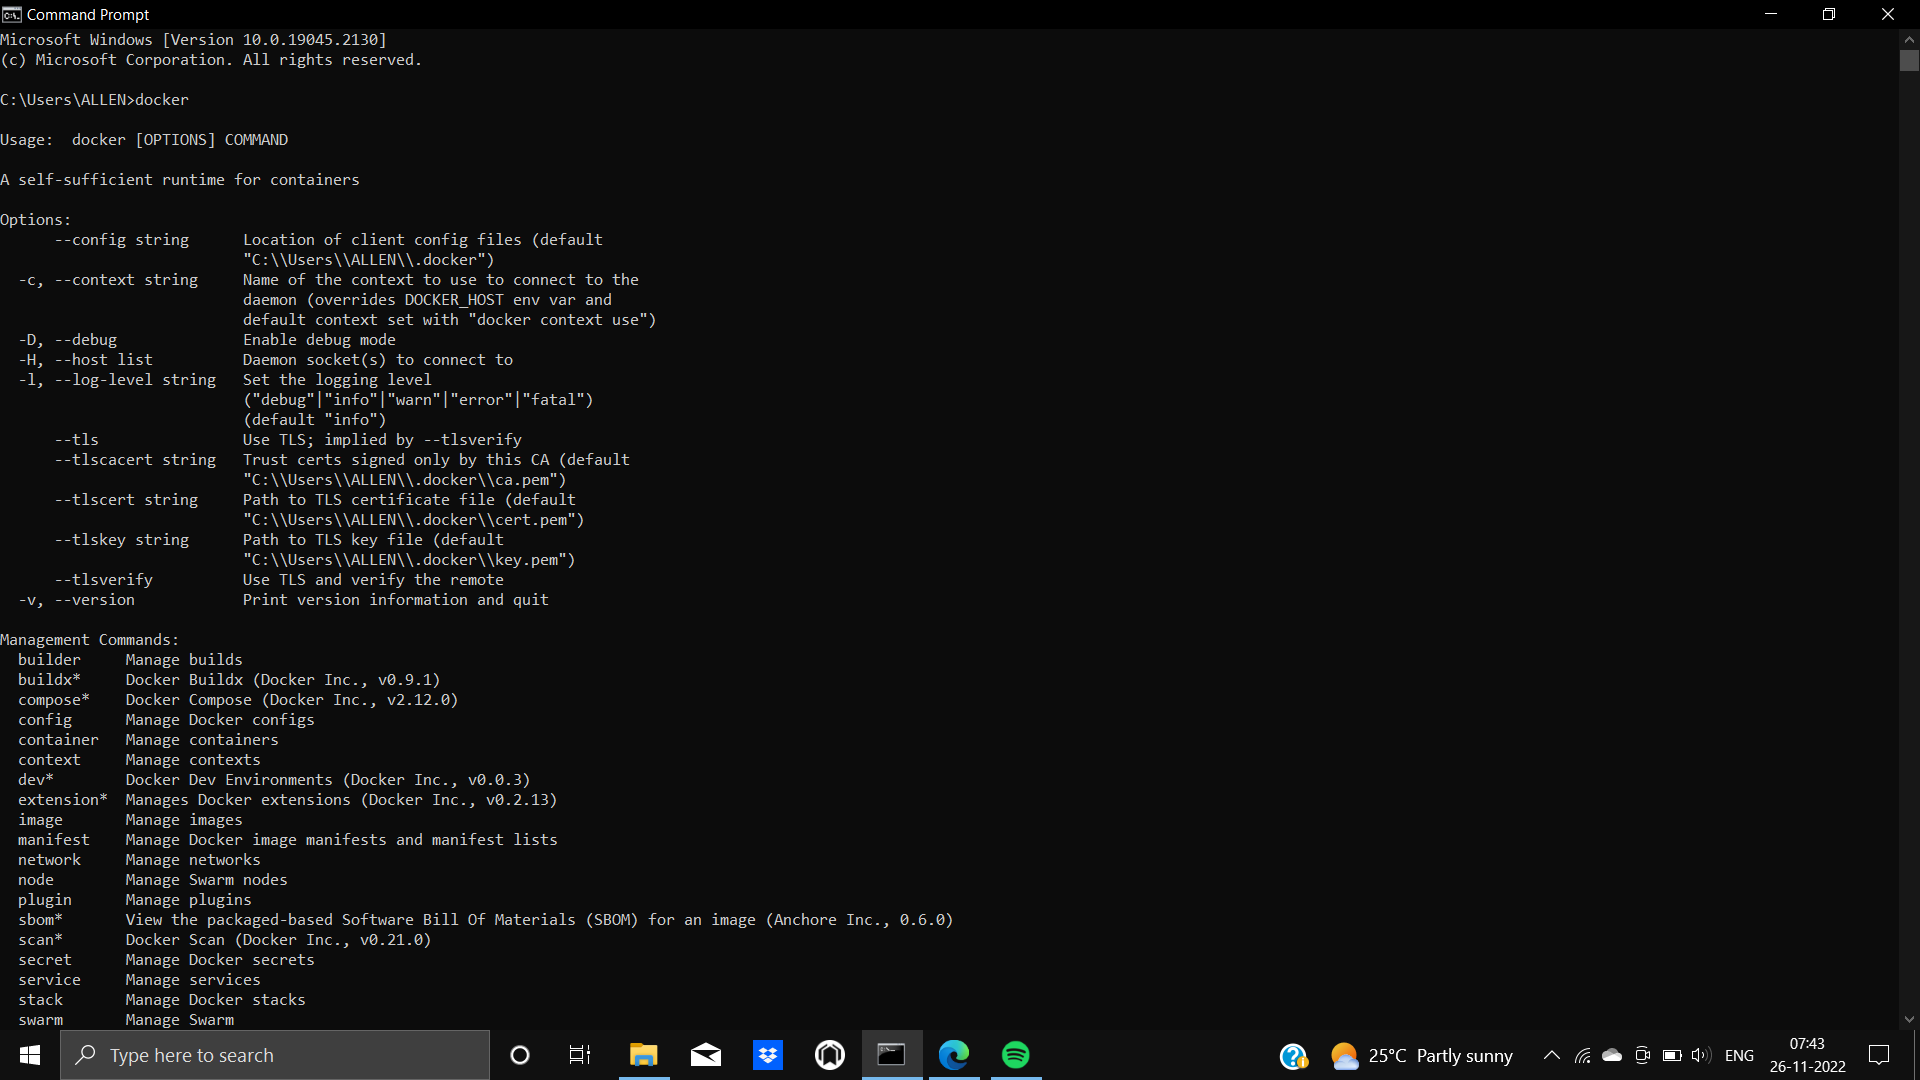 Command Prompt
Microsoft Windows [Version 10.0.19045.2130]
(c) Microsoft Corporation. All rights reserved.
C:\Users\ALLEN>docker
Usage:  docker [OPTIONS] COMMAND
A self-sufficient runtime for containers
Options:
      --config string      Location of client config files (default
                           "C:\\Users\\ALLEN\\.docker")
  -c, --context string     Name of the context to use to connect to the
                           daemon (overrides DOCKER_HOST env var and
                           default context set with "docker context use")
  -D, --debug              Enable debug mode
  -H, --host list          Daemon socket(s) to connect to
  -l, --log-level string   Set the logging level
                           ("debug"|"info"|"warn"|"error"|"fatal")
                           (default "info")
      --tls                Use TLS; implied by --tlsverify
      --tlscacert string   Trust certs signed only by this CA (default
                           "C:\\Users\\ALLEN\\.docker\\ca.pem")
      --tlscert string     Path to TLS certificate file (default
                           "C:\\Users\\ALLEN\\.docker\\cert.pem")
      --tlskey string      Path to TLS key file (default
                           "C:\\Users\\ALLEN\\.docker\\key.pem")
      --tlsverify          Use TLS and verify the remote
  -v, --version            Print version information and quit
Management Commands:
  builder     Manage builds
  buildx*     Docker Buildx (Docker Inc., v0.9.1)
  compose*    Docker Compose (Docker Inc., v2.12.0)
  config      Manage Docker configs
  container   Manage containers
  context     Manage contexts
  dev*        Docker Dev Environments (Docker Inc., v0.0.3)
  extension*  Manages Docker extensions (Docker Inc., v0.2.13)
  image       Manage images
  manifest    Manage Docker image manifests and manifest lists
  network     Manage networks
  node        Manage Swarm nodes
  plugin      Manage plugins
  sbom*       View the packaged-based Software Bill Of Materials (SBOM) for an image (Anchore Inc., 0.6.0)
  scan*       Docker Scan (Docker Inc., v0.21.0)
  secret      Manage Docker secrets
  service     Manage services
  stack       Manage Docker stacks
  swarm       Manage Swarm
Type here to search
25°C  Partly sunny
ENG
07:43
26-11-2022